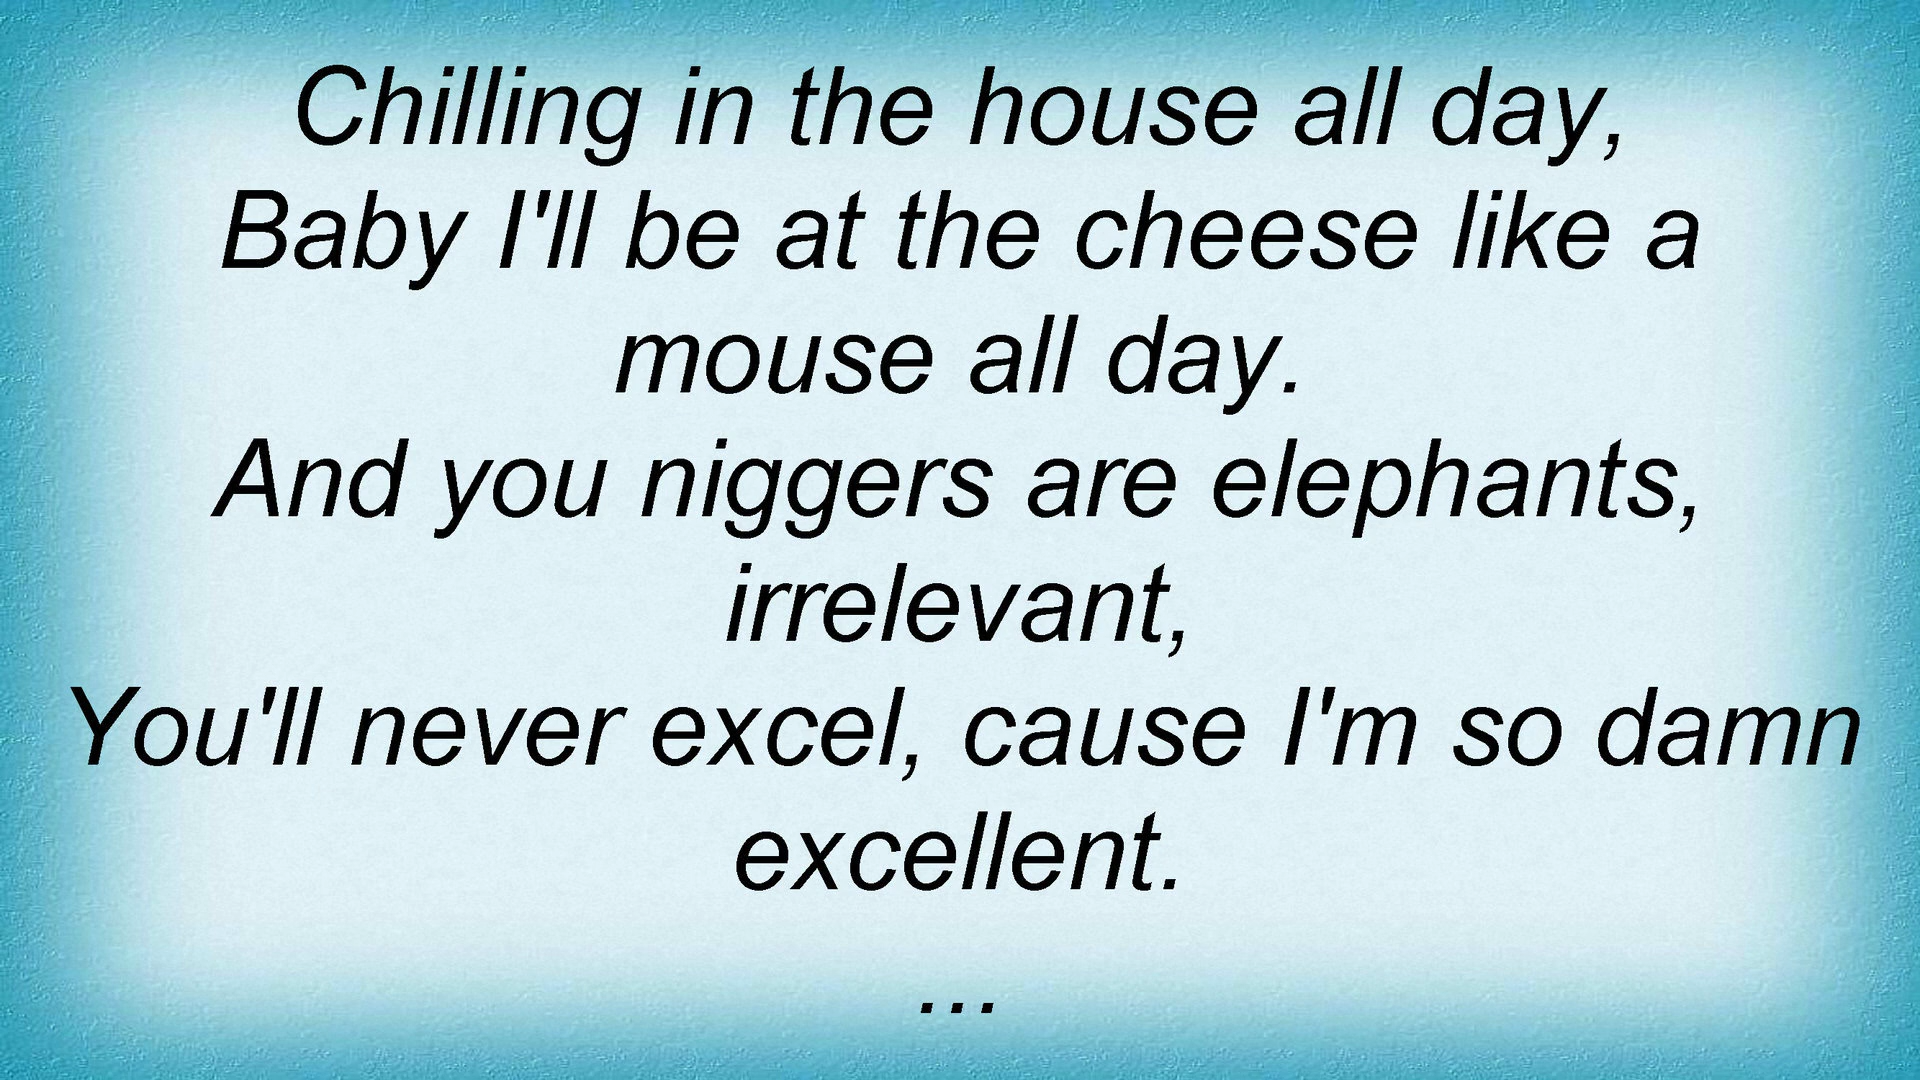 Chilling in the house all day,
Baby I'll be at the cheese like a
mouse all day.
And you niggers are elephants,
irrelevant,
You'll never excel, cause I'm so damn
excellent.
...